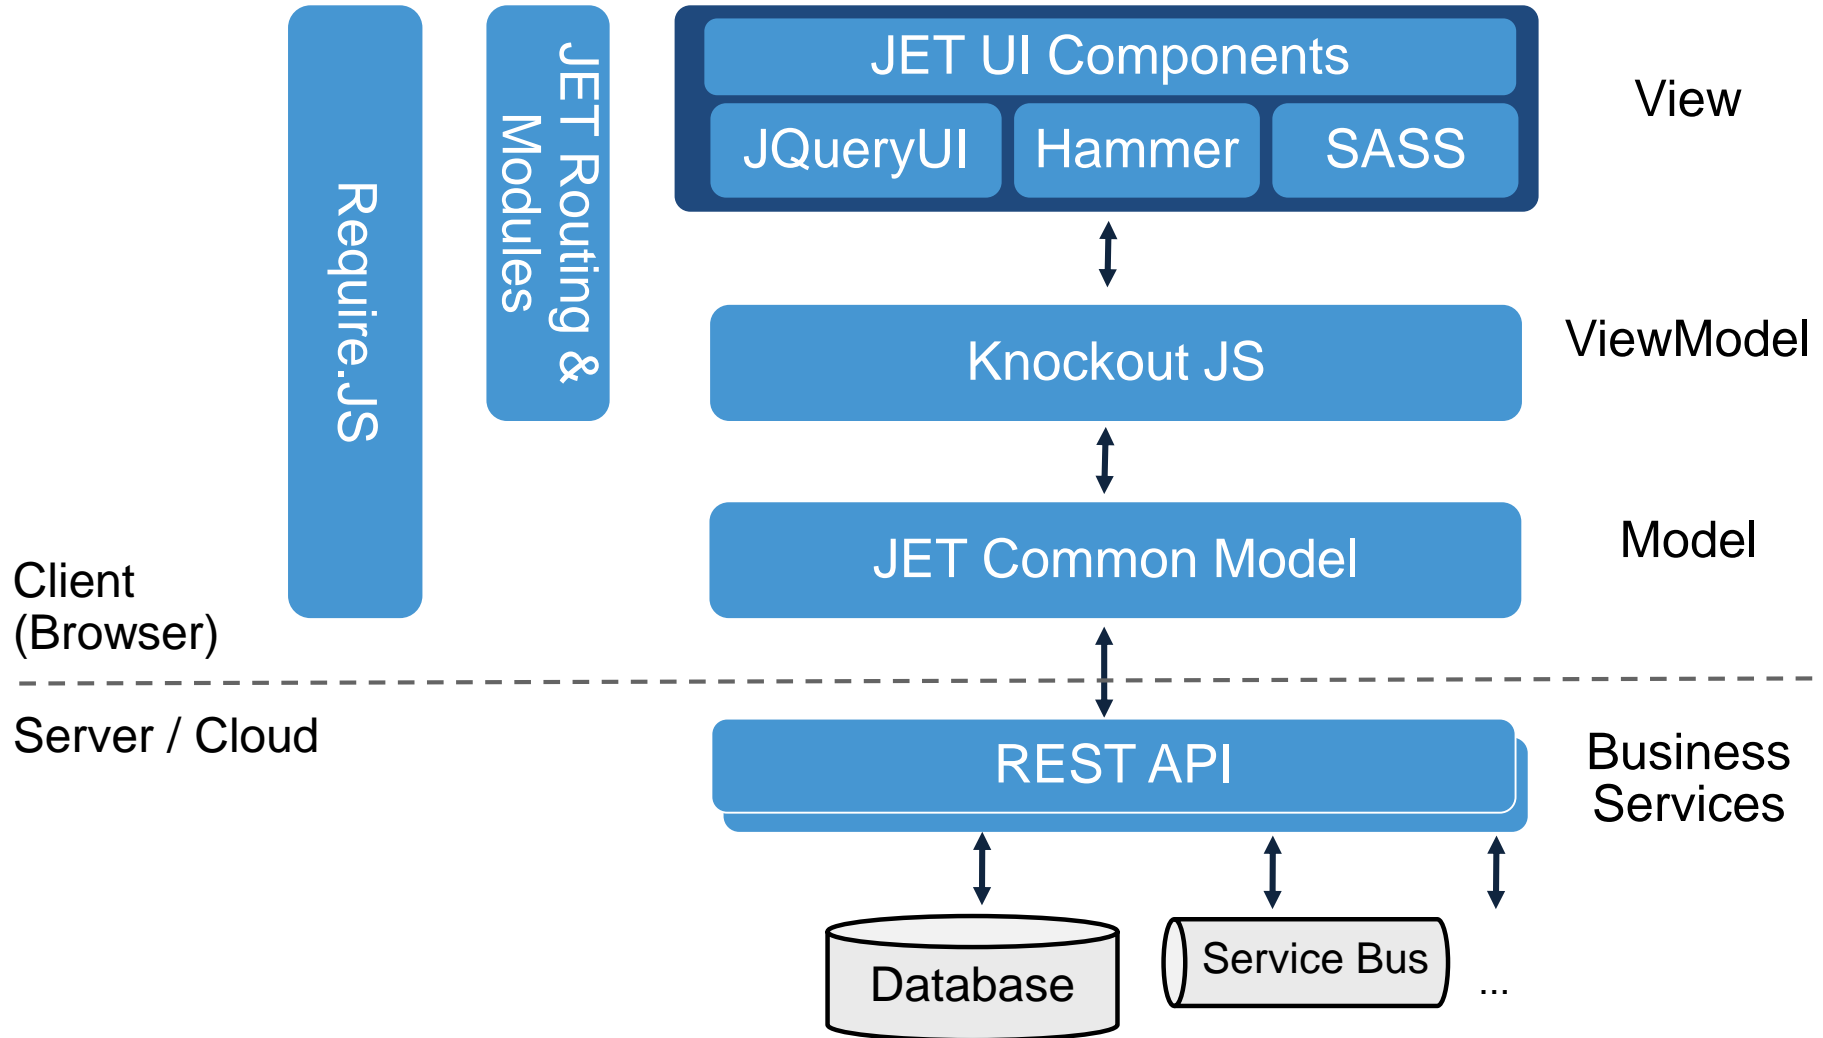 Require.JS
JET Routing &
Modules
JET UI Components
JQueryUI
Hammer
SASS
View
Knockout JS
ViewModel
JET Common Model
Model
Client
(Browser)
Server / Cloud
REST API
Business
Services
Database
Service Bus
...